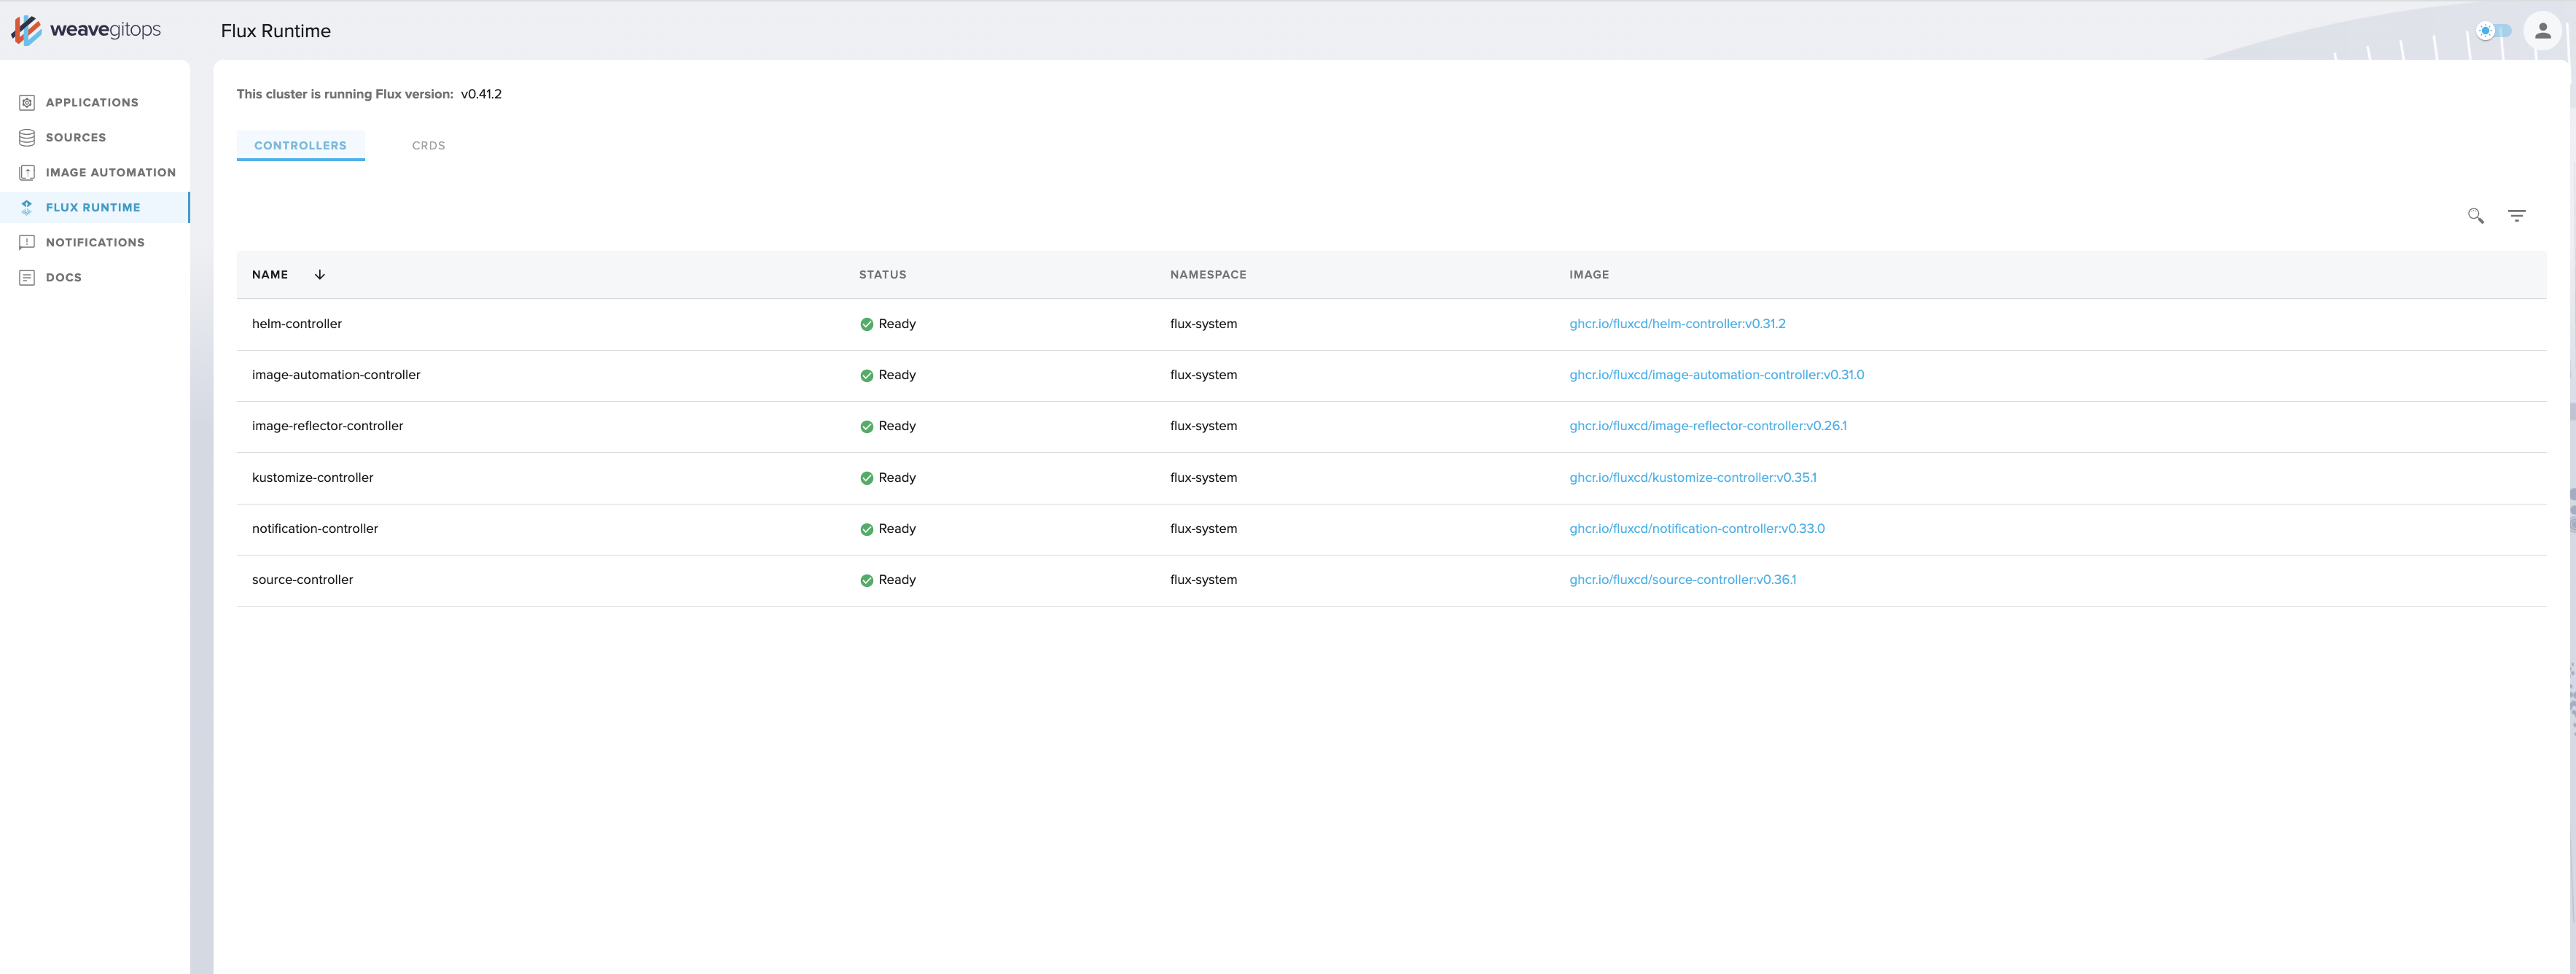 weavegitops
Flux Runtime
APPLICATIONS
SOURCES
IMAGE AUTOMATION
FLUX RUNTIME
NOTIFICATIONS
DOCS
This cluster is running Flux version: v0.41.2
CONTROLLERS CRDS
NAME STATUS NAMESPACE IMAGE
helm-controller Ready flux-system ghcr.io/fluxcd/helm-controller:v0.31.2
image-automation-controller Ready flux-system ghcr.io/fluxcd/image-automation-controller:v0.31.0
image-reflector-controller Ready flux-system ghcr.io/fluxcd/image-reflector-controller:v0.26.1
kustomize-controller Ready flux-system ghcr.io/fluxcd/kustomize-controller:v0.35.1
notification-controller Ready flux-system ghcr.io/fluxcd/notification-controller:v0.33.0
source-controller Ready flux-system ghcr.io/fluxcd/source-controller:v0.36.1